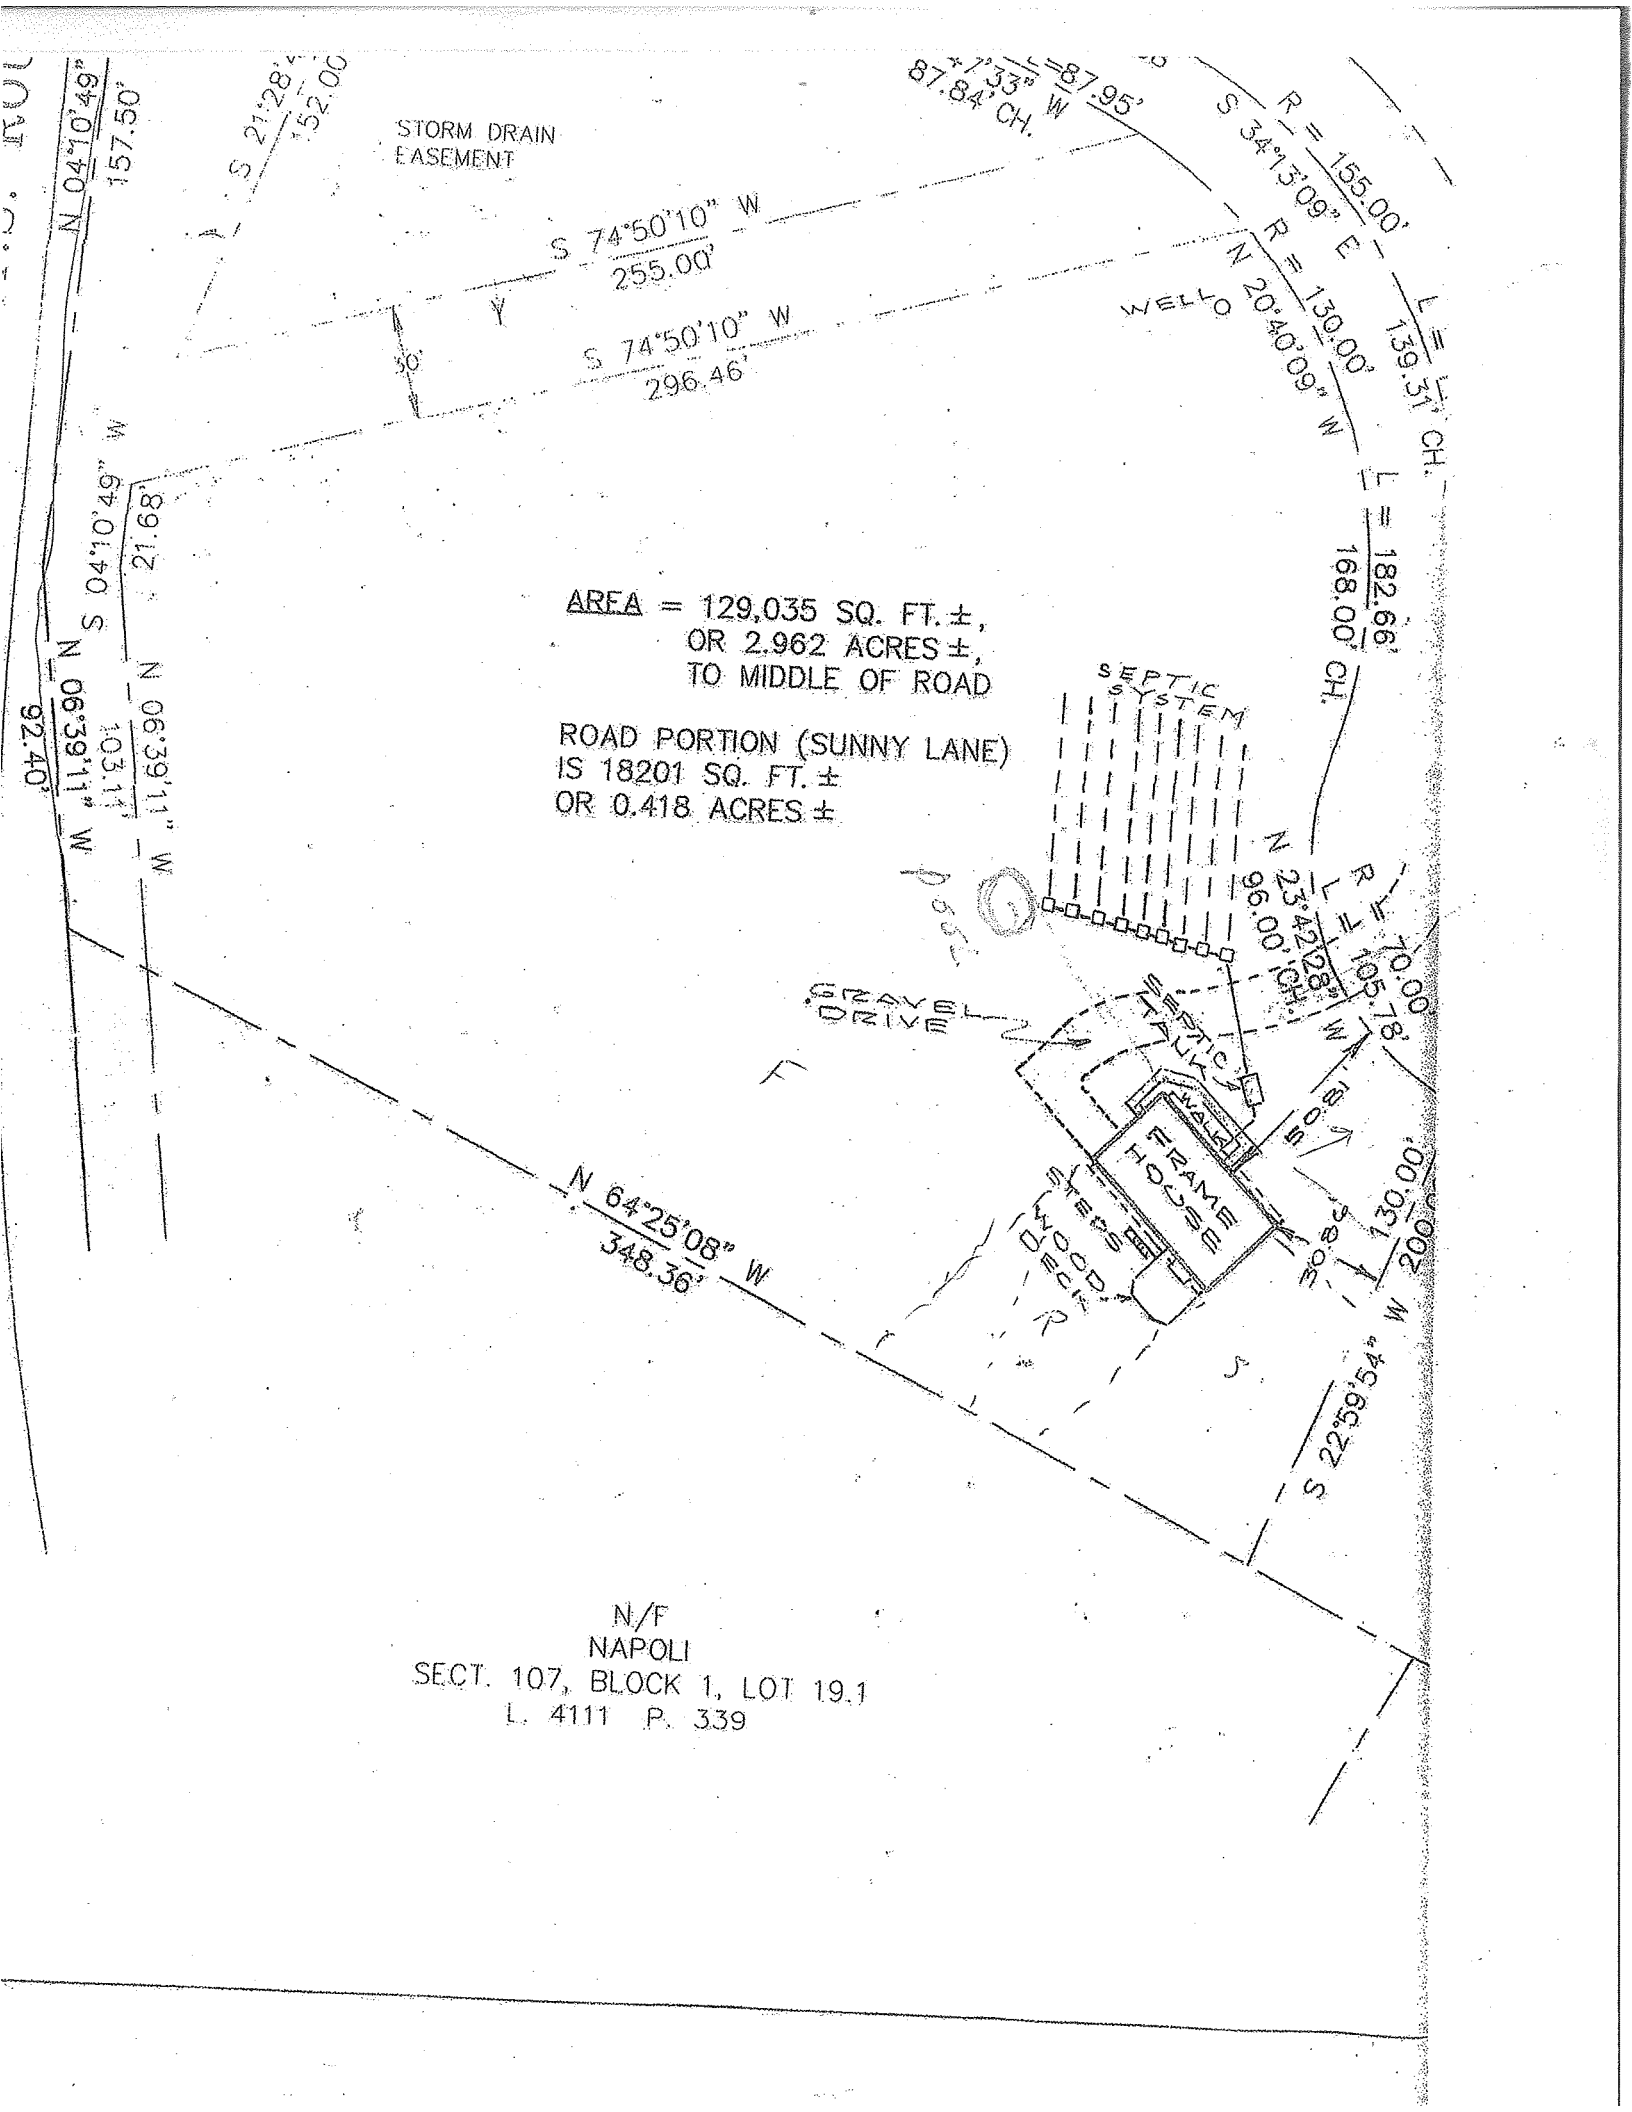 N 04°10'49"
157.50'
152.00
STORM DRAIN
EASEMENT
L=87.95'
87.84' CH.
R = 155.00'
S 34°13'09" E
L = 139.31' CH.
S 74°50'10" W
255.00'
30'
S 74°50'10" W
296.46'
WELL
R = 130.00'
N 20°40'09" W
L = 182.66'
168.00' CH.
S 04°10'49" W
21.68'
N 06°39'11" W
92.40'
N 06°39'11" W
103.11'
AREA = 129,035 SQ. FT.±,
OR 2.962 ACRES±,
TO MIDDLE OF ROAD
ROAD PORTION (SUNNY LANE)
IS 18201 SQ. FT.±
OR 0.418 ACRES±
SEPTIC
SYSTEM
R = 70.00
L = 105.78'
N 23°42'28" W
96.00' CH.
POOL
GRAVEL
DRIVE
SEPTIC
TANK
WALK
FRAME
HOUSE
STEPS
WOOD
DECK
130.00'
S 22°59'54" W
F
R
S
Y
N 64°25'08" W
348.36'
N/F
NAPOLI
SECT. 107, BLOCK 1, LOT 19.1
L. 4111 P. 339